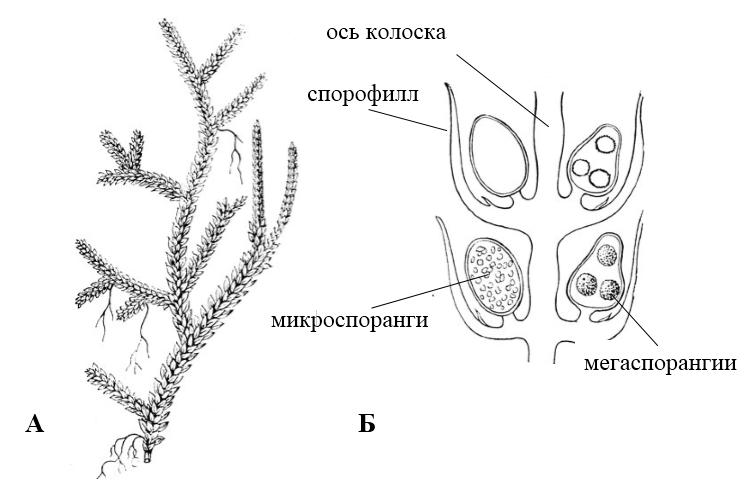 ось колоска
спорофилл
микроспоранги
мегаспорангии
А
Б